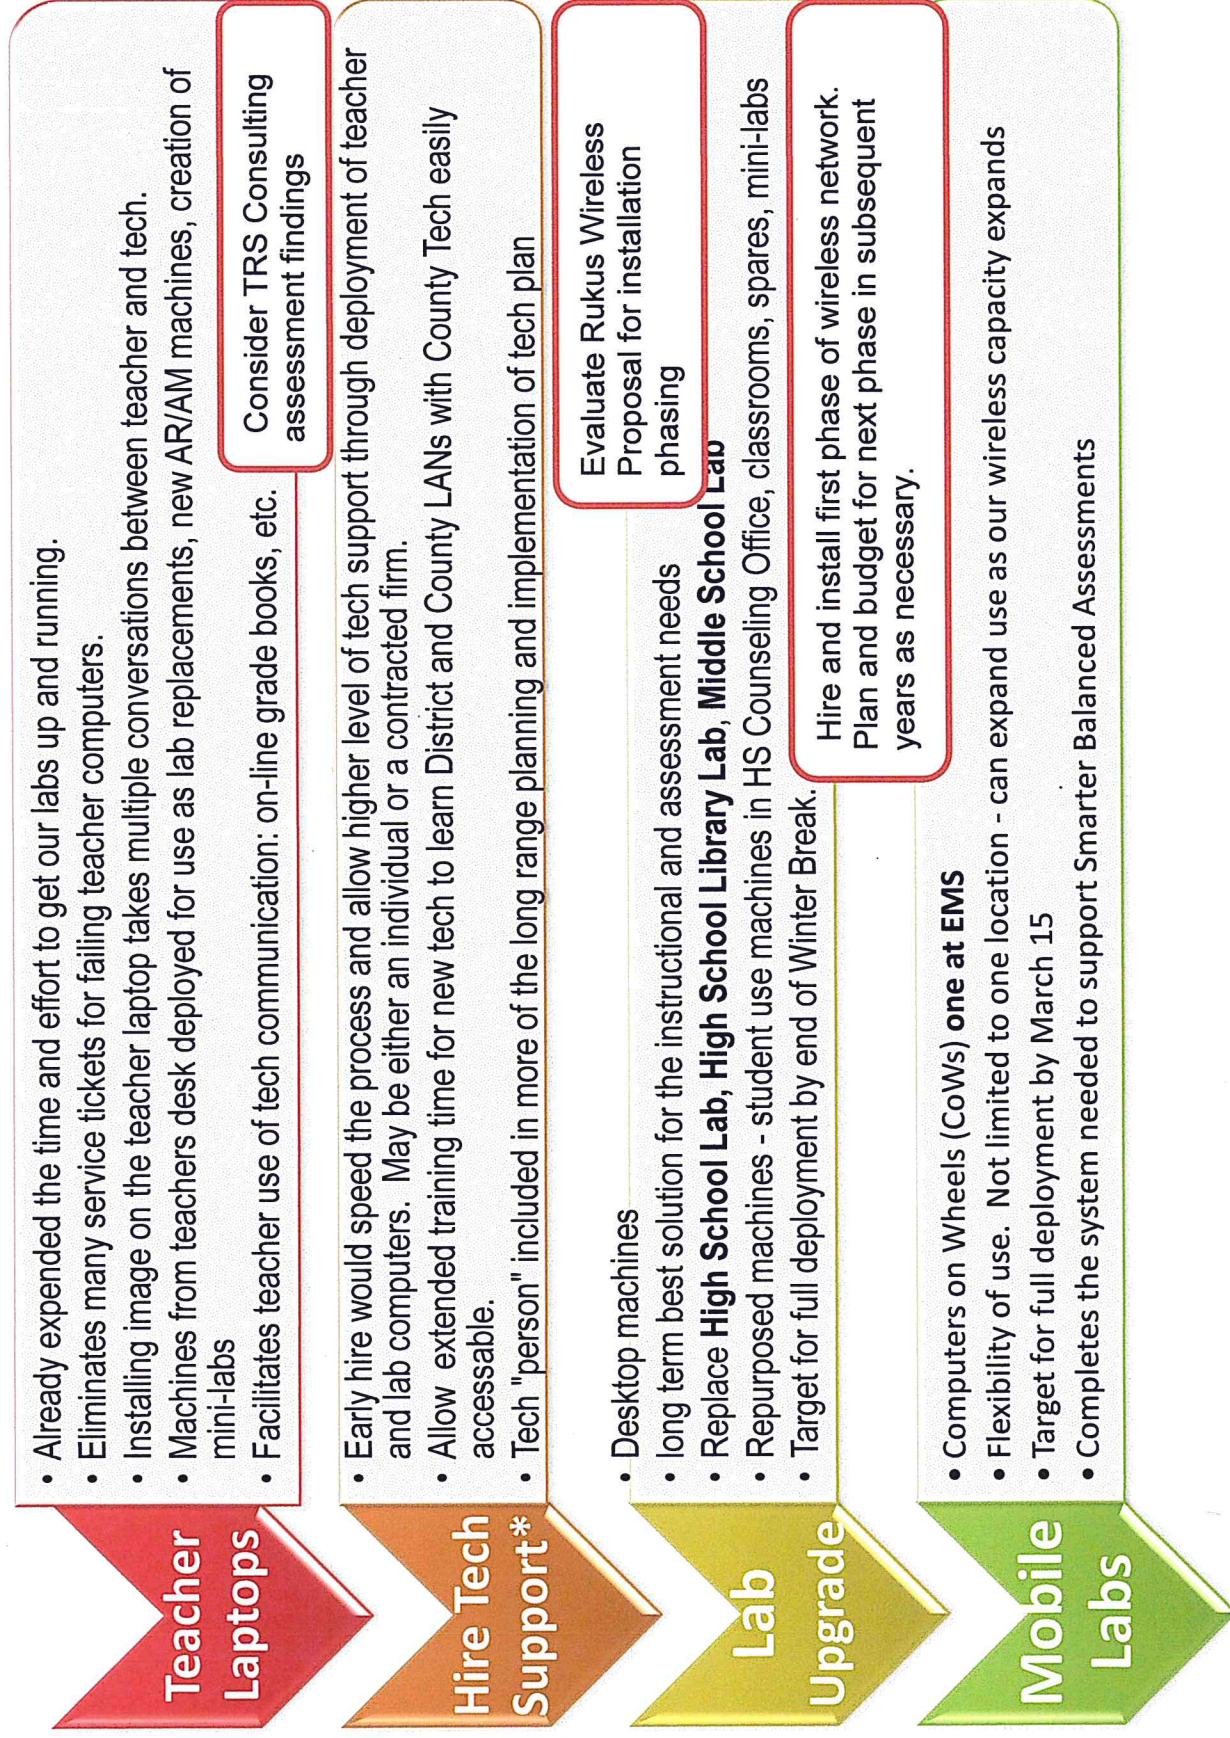 Teacher
Laptops
• Already expended the time and effort to get our labs up and running.
• Eliminates many service tickets for failing teacher computers.
• Installing image on the teacher laptop takes multiple conversations between teacher and tech.
• Machines from teachers desk deployed for use as lab replacements, new AR/AM machines, creation of
mini-labs
• Facilitates teacher use of tech communication: on-line grade books, etc.
Consider TRS Consulting
assessment findings
Hire Tech
Support*
• Early hire would speed the process and allow higher level of tech support through deployment of teacher
and lab computers. May be either an individual or a contracted firm.
• Allow extended training time for new tech to learn District and County LANs with County Tech easily
accessable.
• Tech "person" included in more of the long range planning and implementation of tech plan
Evaluate Rukus Wireless
Proposal for installation
phasing
Lab
Upgrade
• Desktop machines
• long term best solution for the instructional and assessment needs
• Replace High School Lab, High School Library Lab, Middle School Lab
• Repurposed machines - student use machines in HS Counseling Office, classrooms, spares, mini-labs
• Target for full deployment by end of Winter Break.
Hire and install first phase of wireless network.
Plan and budget for next phase in subsequent
years as necessary.
Mobile
Labs
• Computers on Wheels (CoWs) one at EMS
• Flexibility of use. Not limited to one location - can expand use as our wireless capacity expands
• Target for full deployment by March 15
• Completes the system needed to support Smarter Balanced Assessments